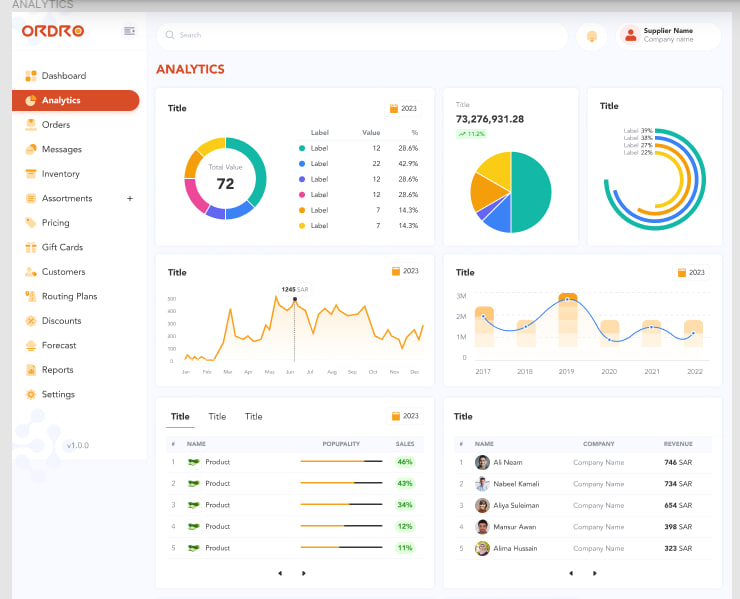 ANALYTICS
ORDRO
Search
Supplier Name
Company name
Dashboard
Analytics
Orders
Messages
Inventory
Assortments +
Pricing
Gift Cards
Customers
Routing Plans
Discounts
Forecast
Reports
Settings
v1.0.0
ANALYTICS
Title
2023
Total Value
72
Label Value %
Label 12 28.6%
Label 22 42.9%
Label 12 28.6%
Label 12 28.6%
Label 7 14.3%
Label 7 14.3%
Title
73,276,931.28
11.2%
Title
Label 39%
Label 38%
Label 27%
Label 22%
Title
2023
1245 SAR
500
400
300
200
100
0
Jan Feb Mar Apr May Jun Jul Aug Sep Oct Nov Dec
Title
2023
3M
2M
1M
0
2017 2018 2019 2020 2021 2022
Title Title Title
2023
# NAME POPUPALITY SALES
1 Product 46%
2 Product 43%
3 Product 34%
4 Product 12%
5 Product 11%
Title
# NAME COMPANY REVENUE
1 Ali Neam Company Name 746 SAR
2 Nabeel Kamali Company Name 734 SAR
3 Aliya Suleiman Company Name 654 SAR
4 Mansur Awan Company Name 398 SAR
5 Alima Hussain Company Name 323 SAR